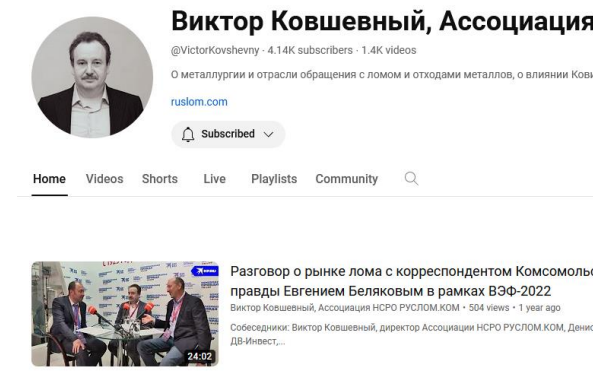 Виктор Ковшевный, Ассоциация
@VictorKovshevny · 4.14K subscribers · 1.4K videos
О металлургии и отрасли обращения с ломом и отходами металлов, о влиянии Кови
ruslom.com
Subscribed
Home Videos Shorts Live Playlists Community
Разговор о рынке лома с корреспондентом Комсомольс
правды Евгением Беляковым в рамках ВЭФ-2022
Виктор Ковшевный, Ассоциация НСРО РУСЛОМ.КОМ • 504 views • 1 year ago
Собеседники: Виктор Ковшевный, директор Ассоциации НСРО РУСЛОМ.КОМ, Денис
ДВ-Инвест,...
24:02